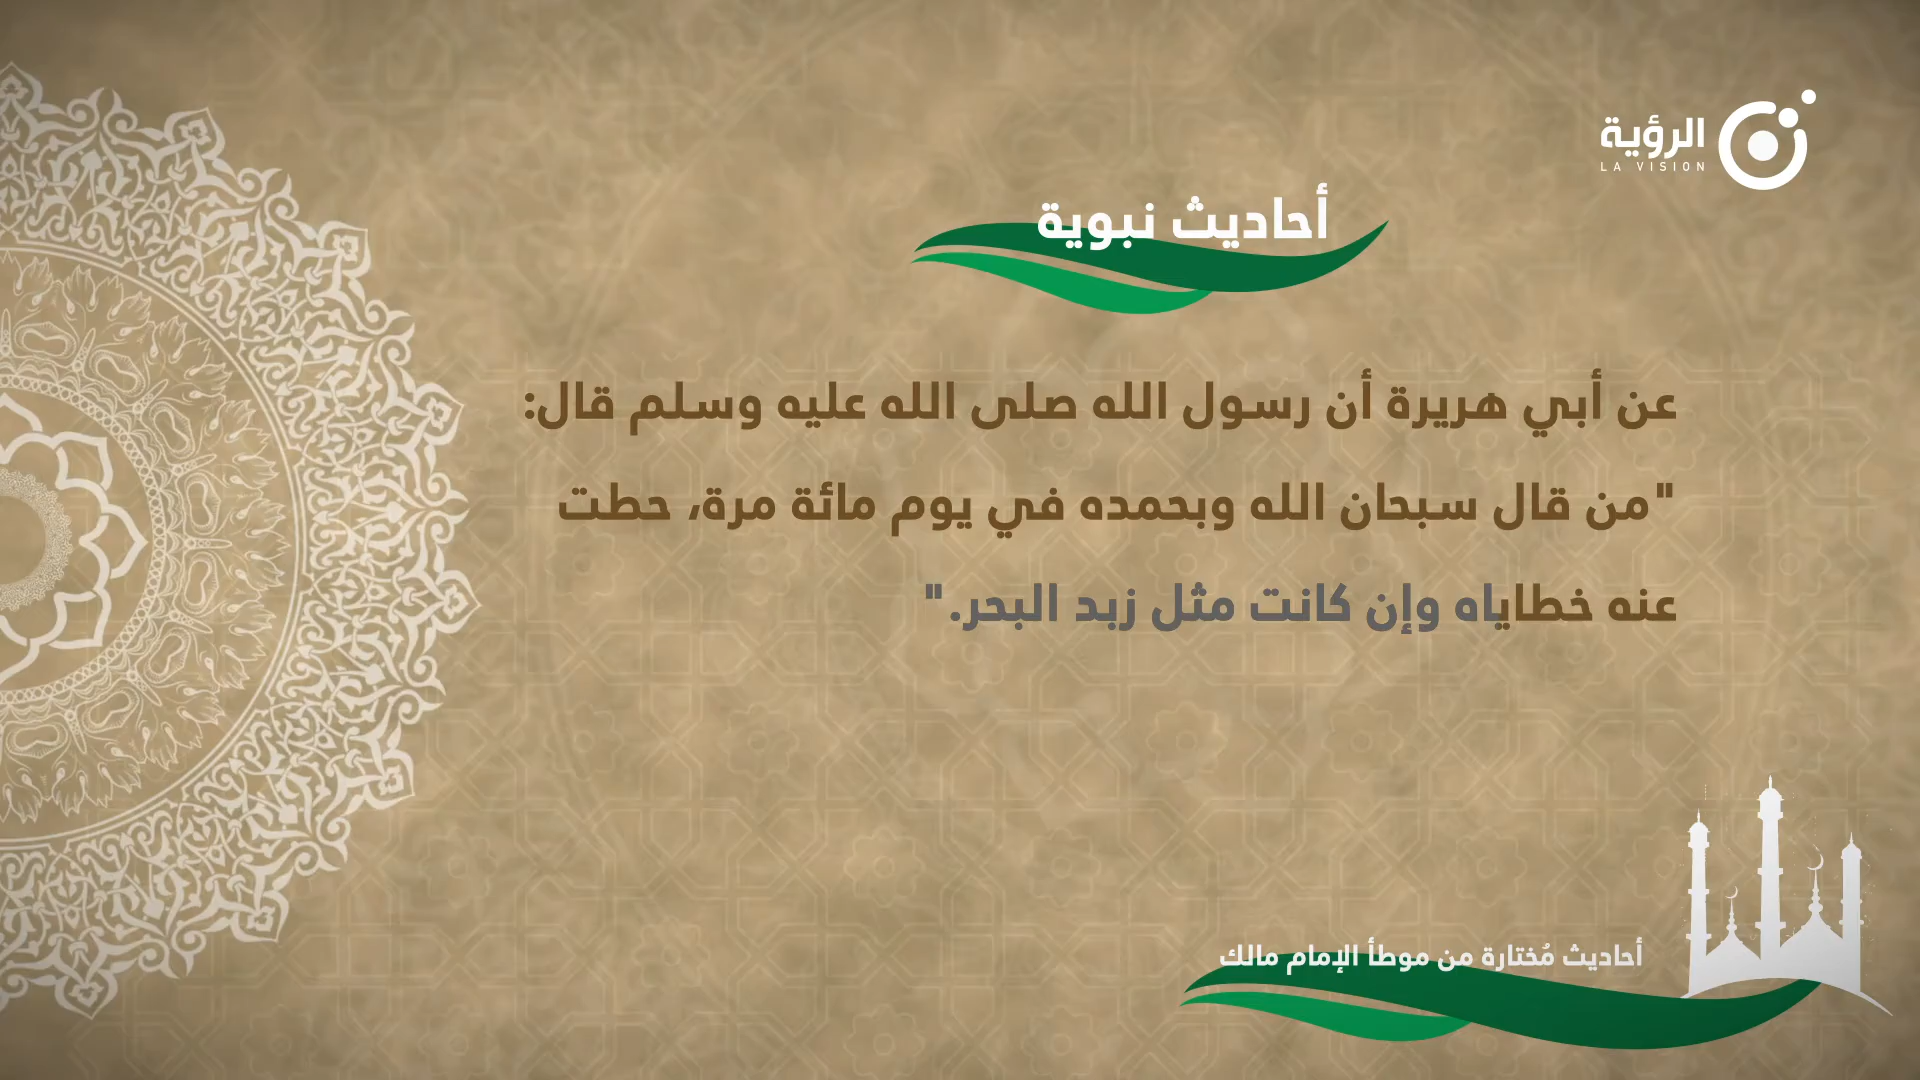 الرؤية
LA VISION
أحاديث نبوية
عن أبي هريرة أن رسول الله صلى الله عليه وسلم قال:
"من قال سبحان الله وبحمده في يوم مائة مرة، حطت
عنه خطاياه وإن كانت مثل زبد البحر."
أحاديث مُختارة من موطأ الإمام مالك